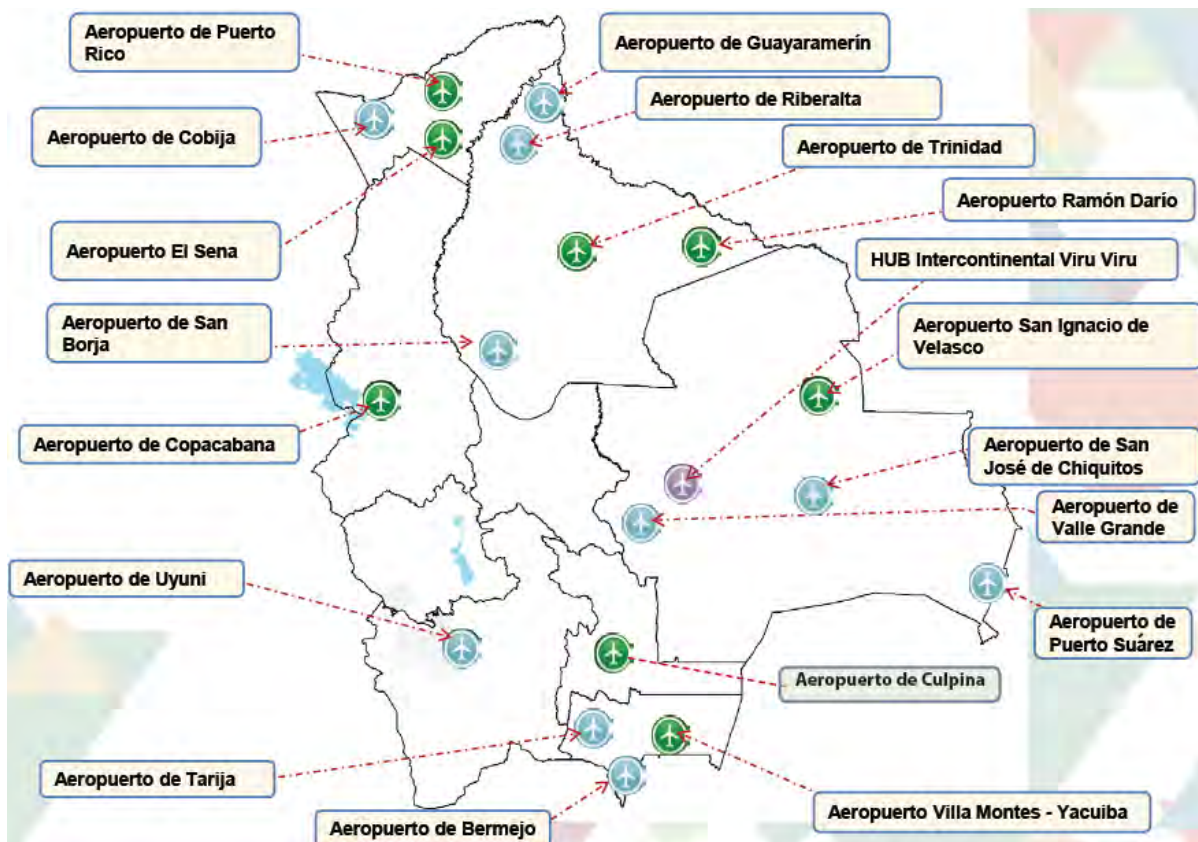 Aeropuerto de Puerto
Rico
Aeropuerto de Guayaramerín
Aeropuerto de Riberalta
Aeropuerto de Cobija
Aeropuerto de Trinidad
Aeropuerto Ramón Darío
Aeropuerto El Sena
HUB Intercontinental Viru Viru
Aeropuerto de San
Borja
Aeropuerto San Ignacio de
Velasco
Aeropuerto de Copacabana
Aeropuerto de San
José de Chiquitos
Aeropuerto de
Valle Grande
Aeropuerto de Uyuni
Aeropuerto de
Puerto Suárez
Aeropuerto de Culpina
Aeropuerto de Tarija
Aeropuerto Villa Montes - Yacuiba
Aeropuerto de Bermejo